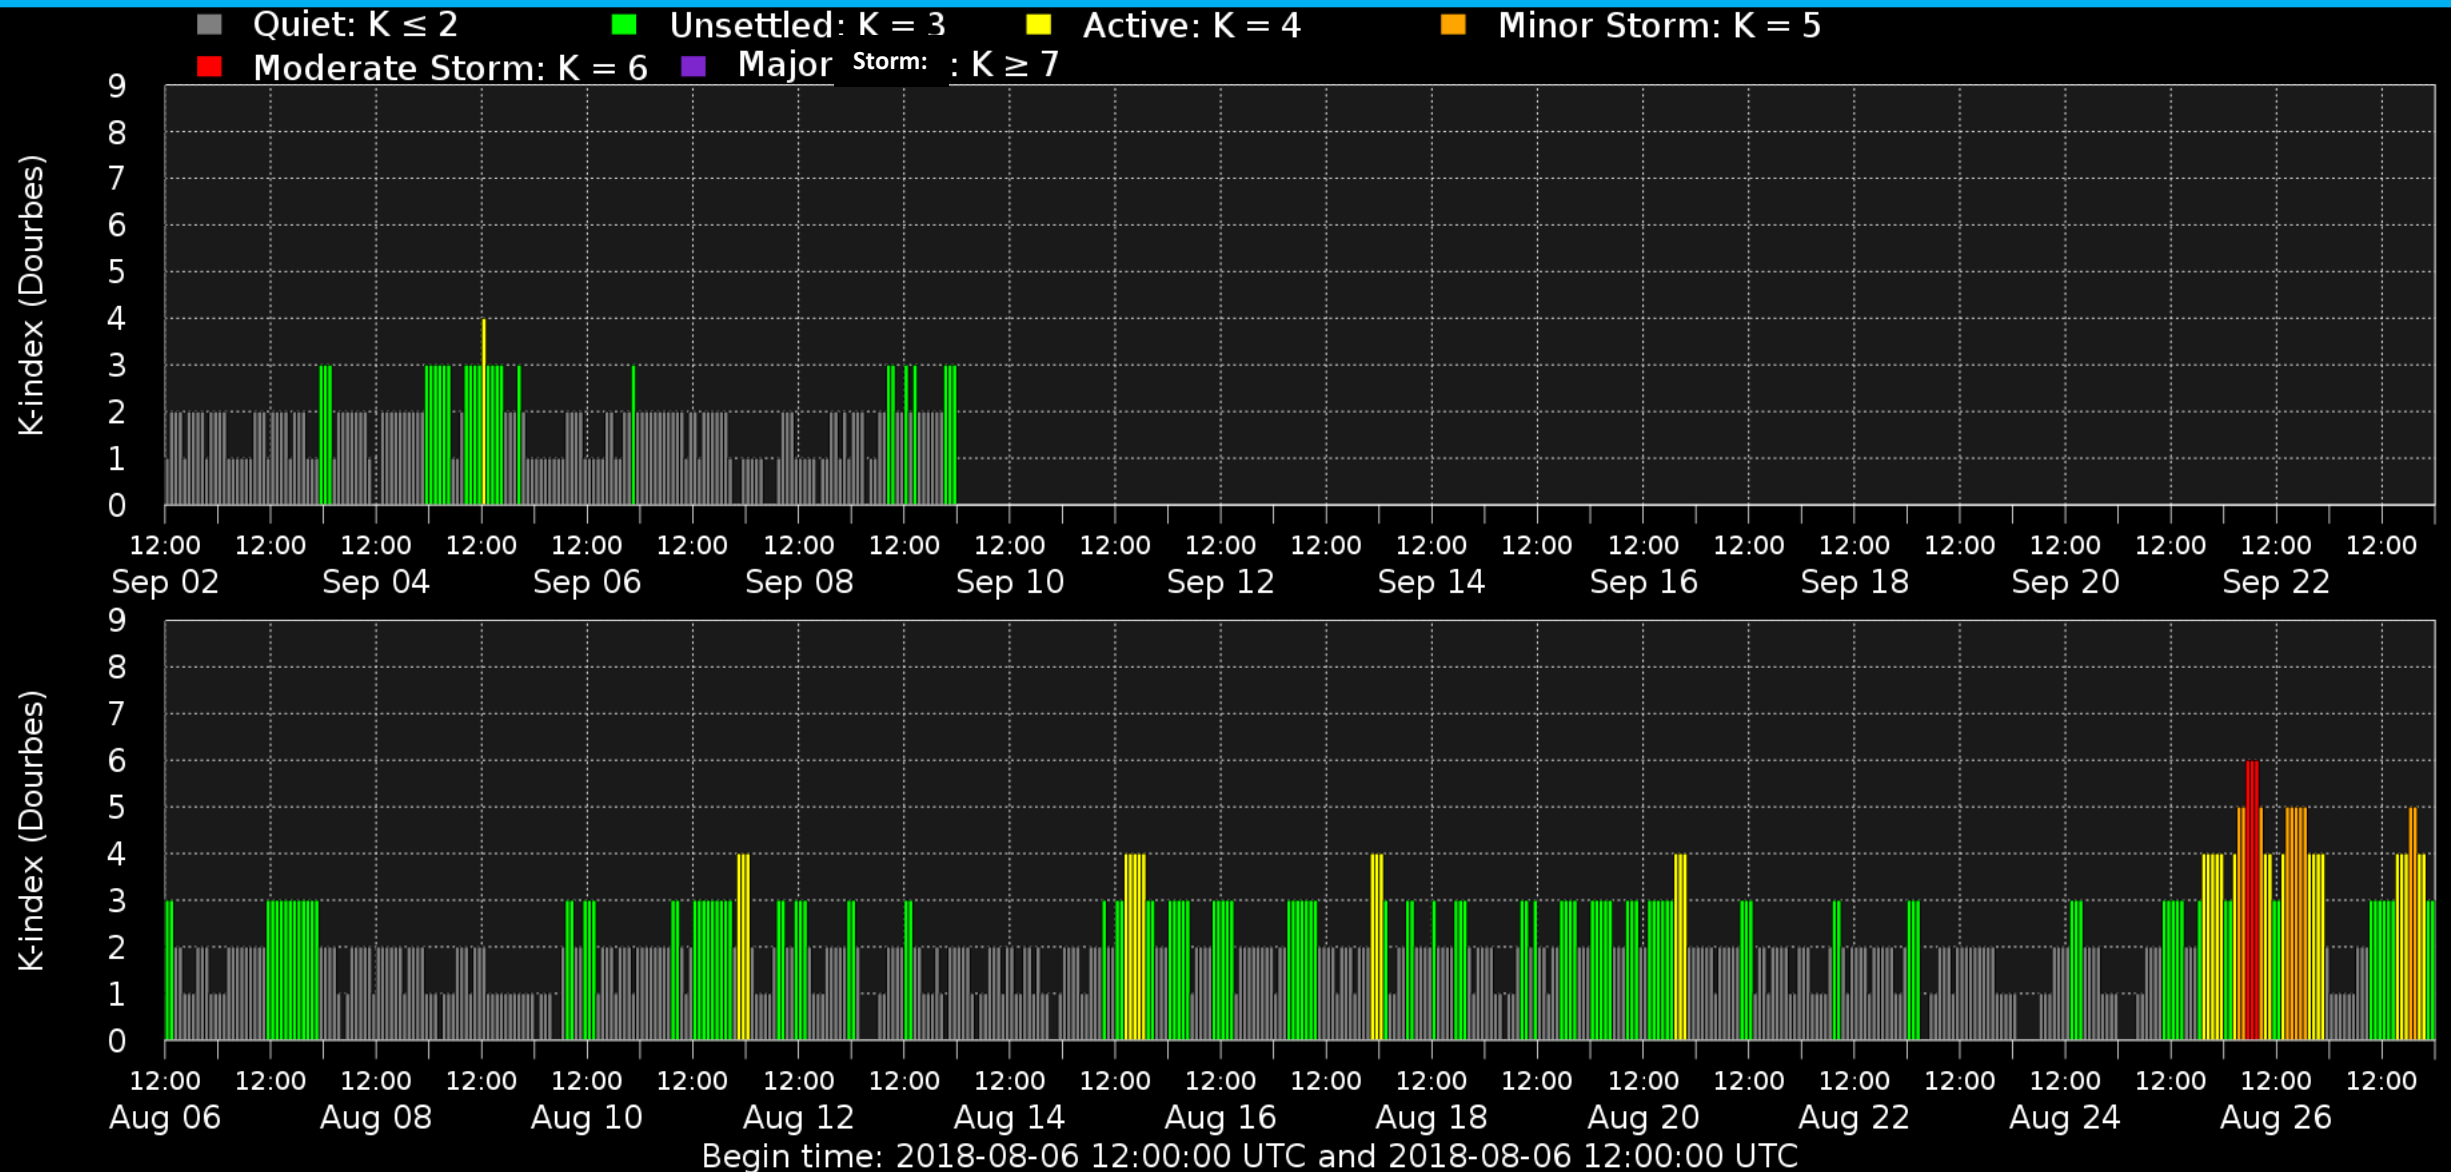 Quiet: K ≤ 2 Unsettled: K = 3 Active: K = 4 Minor Storm: K = 5
Moderate Storm: K = 6 Major Storm: : K ≥ 7
K-index (Dourbes)
9
8
7
6
5
4
3
2
1
0
12:00 12:00 12:00 12:00 12:00 12:00 12:00 12:00 12:00 12:00 12:00 12:00 12:00 12:00 12:00 12:00 12:00 12:00 12:00 12:00 12:00 12:00
Sep 02 Sep 04 Sep 06 Sep 08 Sep 10 Sep 12 Sep 14 Sep 16 Sep 18 Sep 20 Sep 22
K-index (Dourbes)
9
8
7
6
5
4
3
2
1
0
12:00 12:00 12:00 12:00 12:00 12:00 12:00 12:00 12:00 12:00 12:00 12:00 12:00 12:00 12:00 12:00 12:00 12:00 12:00 12:00 12:00 12:00
Aug 06 Aug 08 Aug 10 Aug 12 Aug 14 Aug 16 Aug 18 Aug 20 Aug 22 Aug 24 Aug 26
Begin time: 2018-08-06 12:00:00 UTC and 2018-08-06 12:00:00 UTC